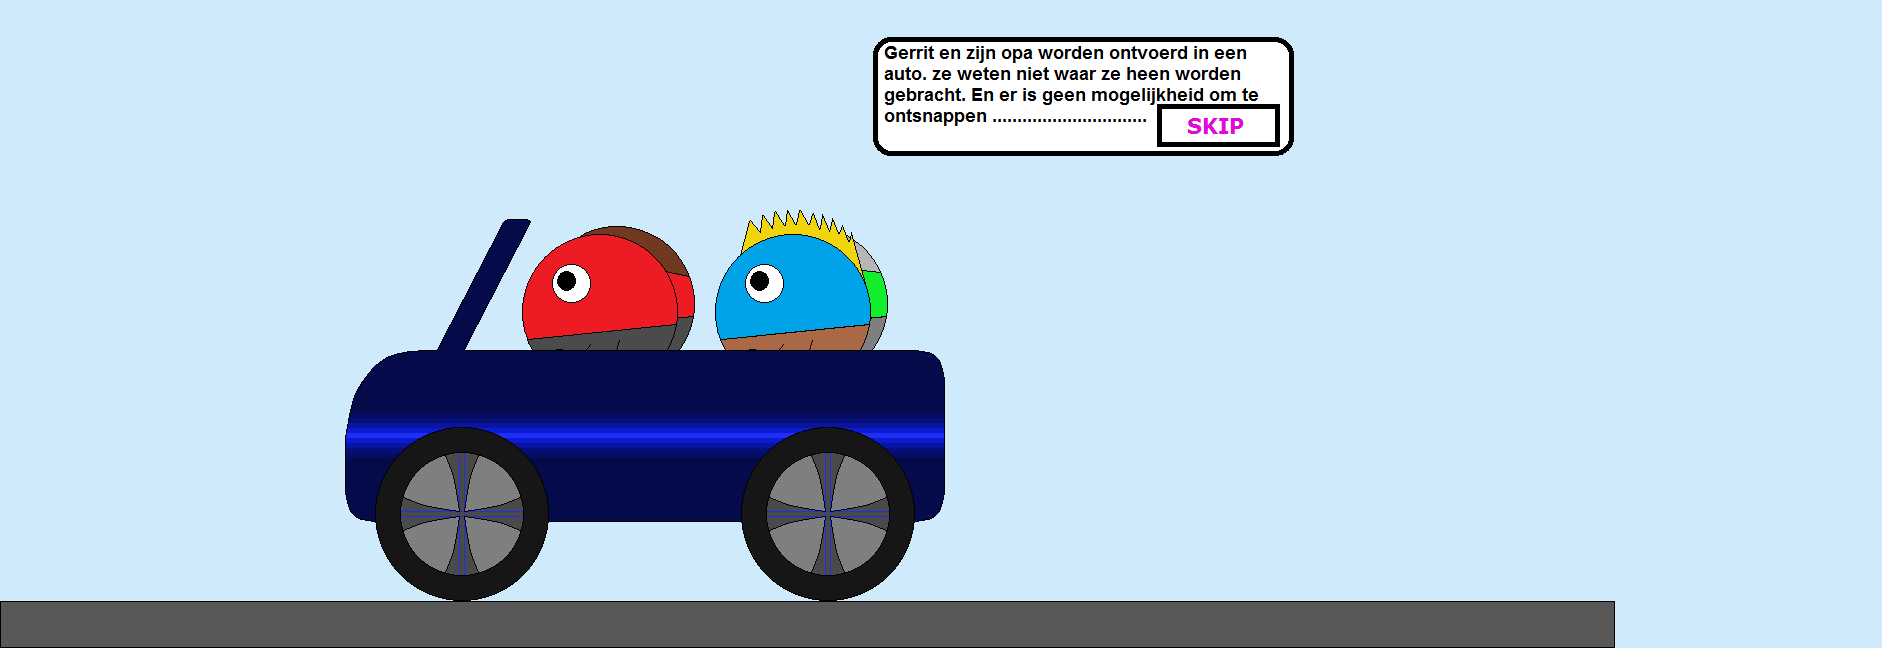 Gerrit en zijn opa worden ontvoerd in een
auto. ze weten niet waar ze heen worden
gebracht. En er is geen mogelijkheid om te
ontsnappen ...............................
SKIP